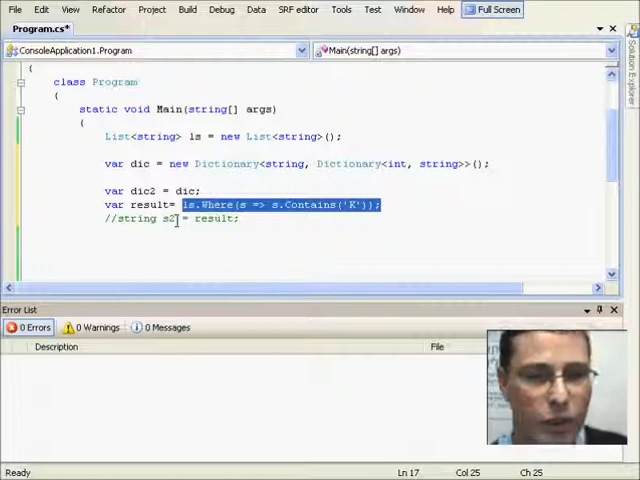 File Edit View Refactor Project Build Debug Data SRF editor Tools Test Window Help Full Screen
Program.cs*
ConsoleApplication1.Program Main(string[] args)
{
class Program
{
static void Main(string[] args)
{
List<string> ls = new List<string>();
var dic = new Dictionary<string, Dictionary<int, string>>();
var dic2 = dic;
var result= ls.Where(s => s.Contains('K'));
//string s2 = result;
Solution Explorer
Error List
0 Errors 0 Warnings 0 Messages
Description File
Ready Ln 17 Col 25 Ch 25